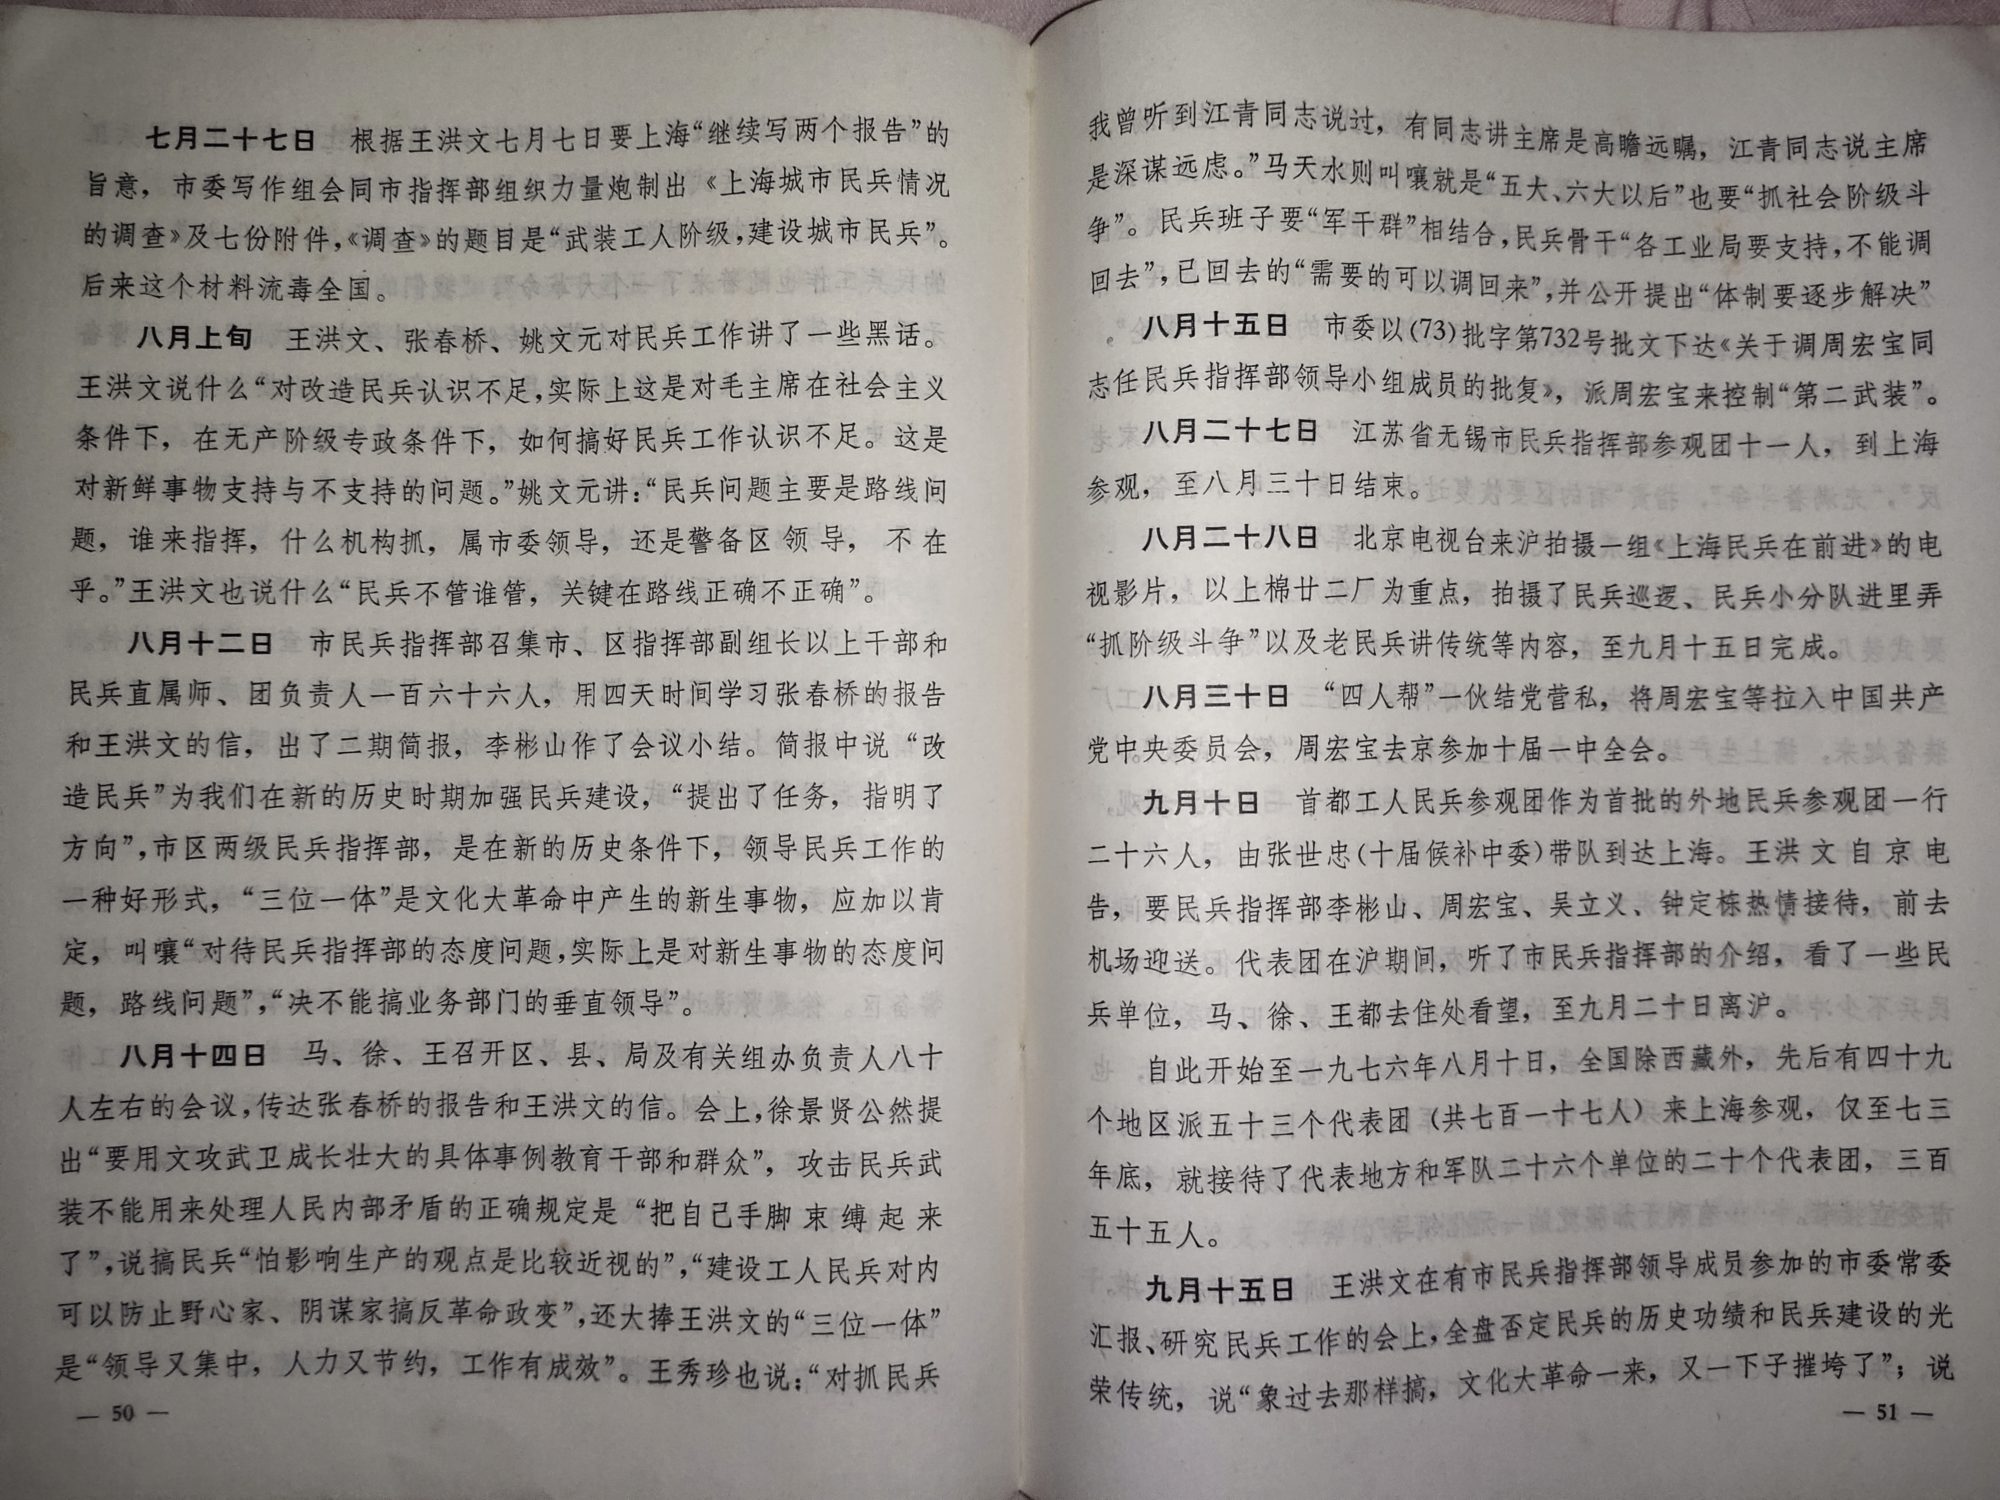 七月二十七日　根据王洪文七月七日要上海“继续写两个报告”的
旨意，市委写作组会同市指挥部组织力量炮制出《上海城市民兵情况
的调查》及七份附件，《调查》的题目是“武装工人阶级，建设城市民兵”。
后来这个材料流毒全国。
八月上旬　王洪文、张春桥、姚文元对民兵工作讲了一些黑话。
王洪文说什么“对改造民兵认识不足，实际上这是对毛主席在社会主义
条件下，在无产阶级专政条件下，如何搞好民兵工作认识不足。这是
对新鲜事物支持与不支持的问题。”姚文元讲：“民兵问题主要是路线问
题，谁来指挥，什么机构抓，属市委领导，还是警备区领导，不在
乎。”王洪文也说什么“民兵不管谁管，关键在路线正确不正确”。
八月十二日　市民兵指挥部召集市、区指挥部副组长以上干部和
民兵直属师、团负责人一百六十六人，用四天时间学习张春桥的报告
和王洪文的信，出了二期简报，李彬山作了会议小结。简报中说“改
造民兵”为我们在新的历史时期加强民兵建设，“提出了任务，指明了
方向”，市区两级民兵指挥部，是在新的历史条件下，领导民兵工作的
一种好形式，“三位一体”是文化大革命中产生的新生事物，应加以肯
定，叫嚷“对待民兵指挥部的态度问题，实际上是对新生事物的态度问
题，路线问题”，“决不能搞业务部门的垂直领导”。
八月十四日　马、徐、王召开区、县、局及有关组办负责人八十
人左右的会议，传达张春桥的报告和王洪文的信。会上，徐景贤公然提
出“要用文攻武卫成长壮大的具体事例教育干部和群众”，攻击民兵武
装不能用来处理人民内部矛盾的正确规定是“把自己手脚束缚起来
了”，说搞民兵“怕影响生产的观点是比较近视的”，“建设工人民兵对内
可以防止野心家、阴谋家搞反革命政变”，还大捧王洪文的“三位一体”
是“领导又集中，人力又节约，工作有成效”。王秀珍也说：“对抓民兵
— 50 —
我曾听到江青同志说过，有同志讲主席是高瞻远瞩，江青同志说主席
是深谋远虑。”马天水则叫嚷就是“五大、六大以后”也要“抓社会阶级斗
争”。民兵班子要“军干群”相结合，民兵骨干“各工业局要支持，不能调
回去”，已回去的“需要的可以调回来”，并公开提出“体制要逐步解决”
八月十五日　市委以(73)批字第732号批文下达《关于调周宏宝同
志任民兵指挥部领导小组成员的批复》，派周宏宝来控制“第二武装”。
八月二十七日　江苏省无锡市民兵指挥部参观团十一人，到上海
参观，至八月三十日结束。
八月二十八日　北京电视台来沪拍摄一组《上海民兵在前进》的电
视影片，以上棉廿二厂为重点，拍摄了民兵巡逻、民兵小分队进里弄
“抓阶级斗争”以及老民兵讲传统等内容，至九月十五日完成。
八月三十日　“四人帮”一伙结党营私，将周宏宝等拉入中国共产
党中央委员会，周宏宝去京参加十届一中全会。
九月十日　首都工人民兵参观团作为首批的外地民兵参观团一行
二十六人，由张世忠(十届候补中委)带队到达上海。王洪文自京电
告，要民兵指挥部李彬山、周宏宝、吴立义、钟定栋热情接待，前去
机场迎送。代表团在沪期间，听了市民兵指挥部的介绍，看了一些民
兵单位，马、徐、王都去住处看望，至九月二十日离沪。
自此开始至一九七六年八月十日，全国除西藏外，先后有四十九
个地区派五十三个代表团（共七百一十七人）来上海参观，仅至七三
年底，就接待了代表地方和军队二十六个单位的二十个代表团，三百
五十五人。
九月十五日　王洪文在有市民兵指挥部领导成员参加的市委常委
汇报、研究民兵工作的会上，全盘否定民兵的历史功绩和民兵建设的光
荣传统，说“象过去那样搞，文化大革命一来，又一下子摧垮了”；说
— 51 —